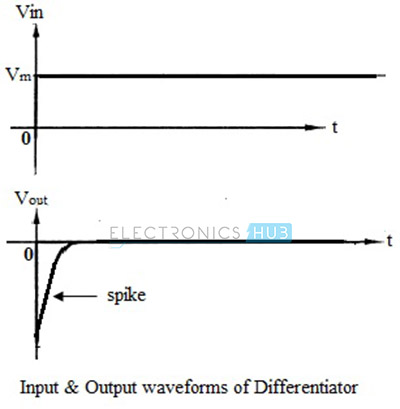 Vin
Vm
t
0
Vout
ELECTRONICS HUB
0
t
spike
Input & Output waveforms of Differentiator